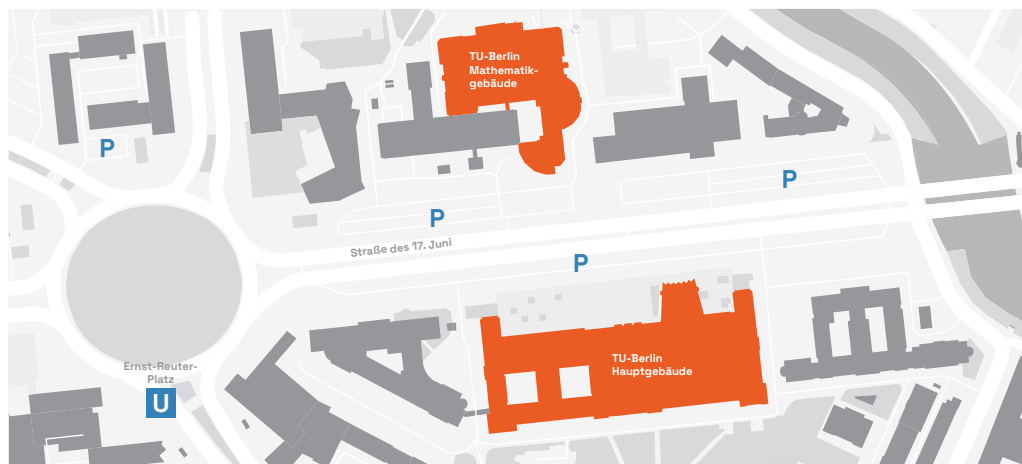 TU-Berlin
Mathematik-
gebäude
P
P
P
Straße des 17. Juni
P
TU-Berlin
Hauptgebäude
Ernst-Reuter-
Platz
U